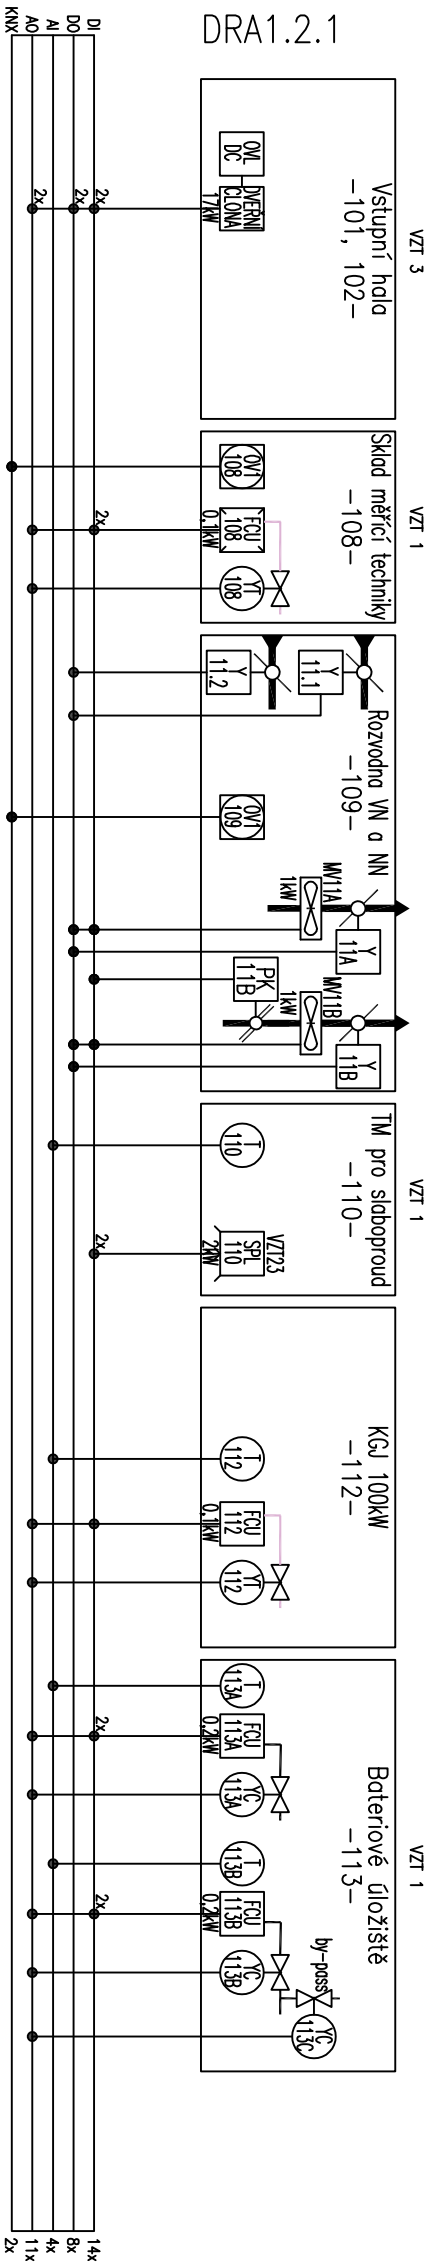 DRA1.2.1
VZT 3
Vstupní hala
-101, 102-
OVL
DC
DVERNÍ
CLONA
17kW
2x
2x
2x
VZT 1
Sklad měřící techniky
-108-
OV1
108
FCU
108
0,1kW
YT
108
2x
Rozvodna VN a NN
-109-
Y
11.2
Y
11.1
OV1
109
MV11A
1kW
Y
11A
PK
11B
MV11B
1kW
Y
11B
VZT 1
TM pro slaboproud
-110-
T
110
VZT23
SPL
110
2kW
2x
KGJ 100kW
-112-
T
112
FCU
112
0,1kW
YT
112
VZT 1
Bateriové úložiště
-113-
T
113A
FCU
113A
0,2kW
YC
113A
2x
T
113B
FCU
113B
0,2kW
YC
113B
2x
by-pass
YC
113C
DI
DO
AI
AO
KNX
14x
8x
4x
11x
2x